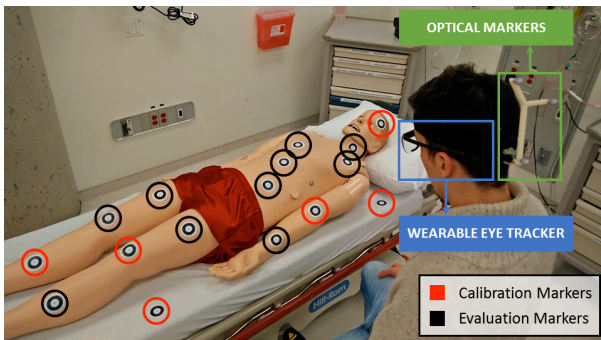 OPTICAL MARKERS
WEARABLE EYE TRACKER
Hill-Rom
Calibration Markers
Evaluation Markers